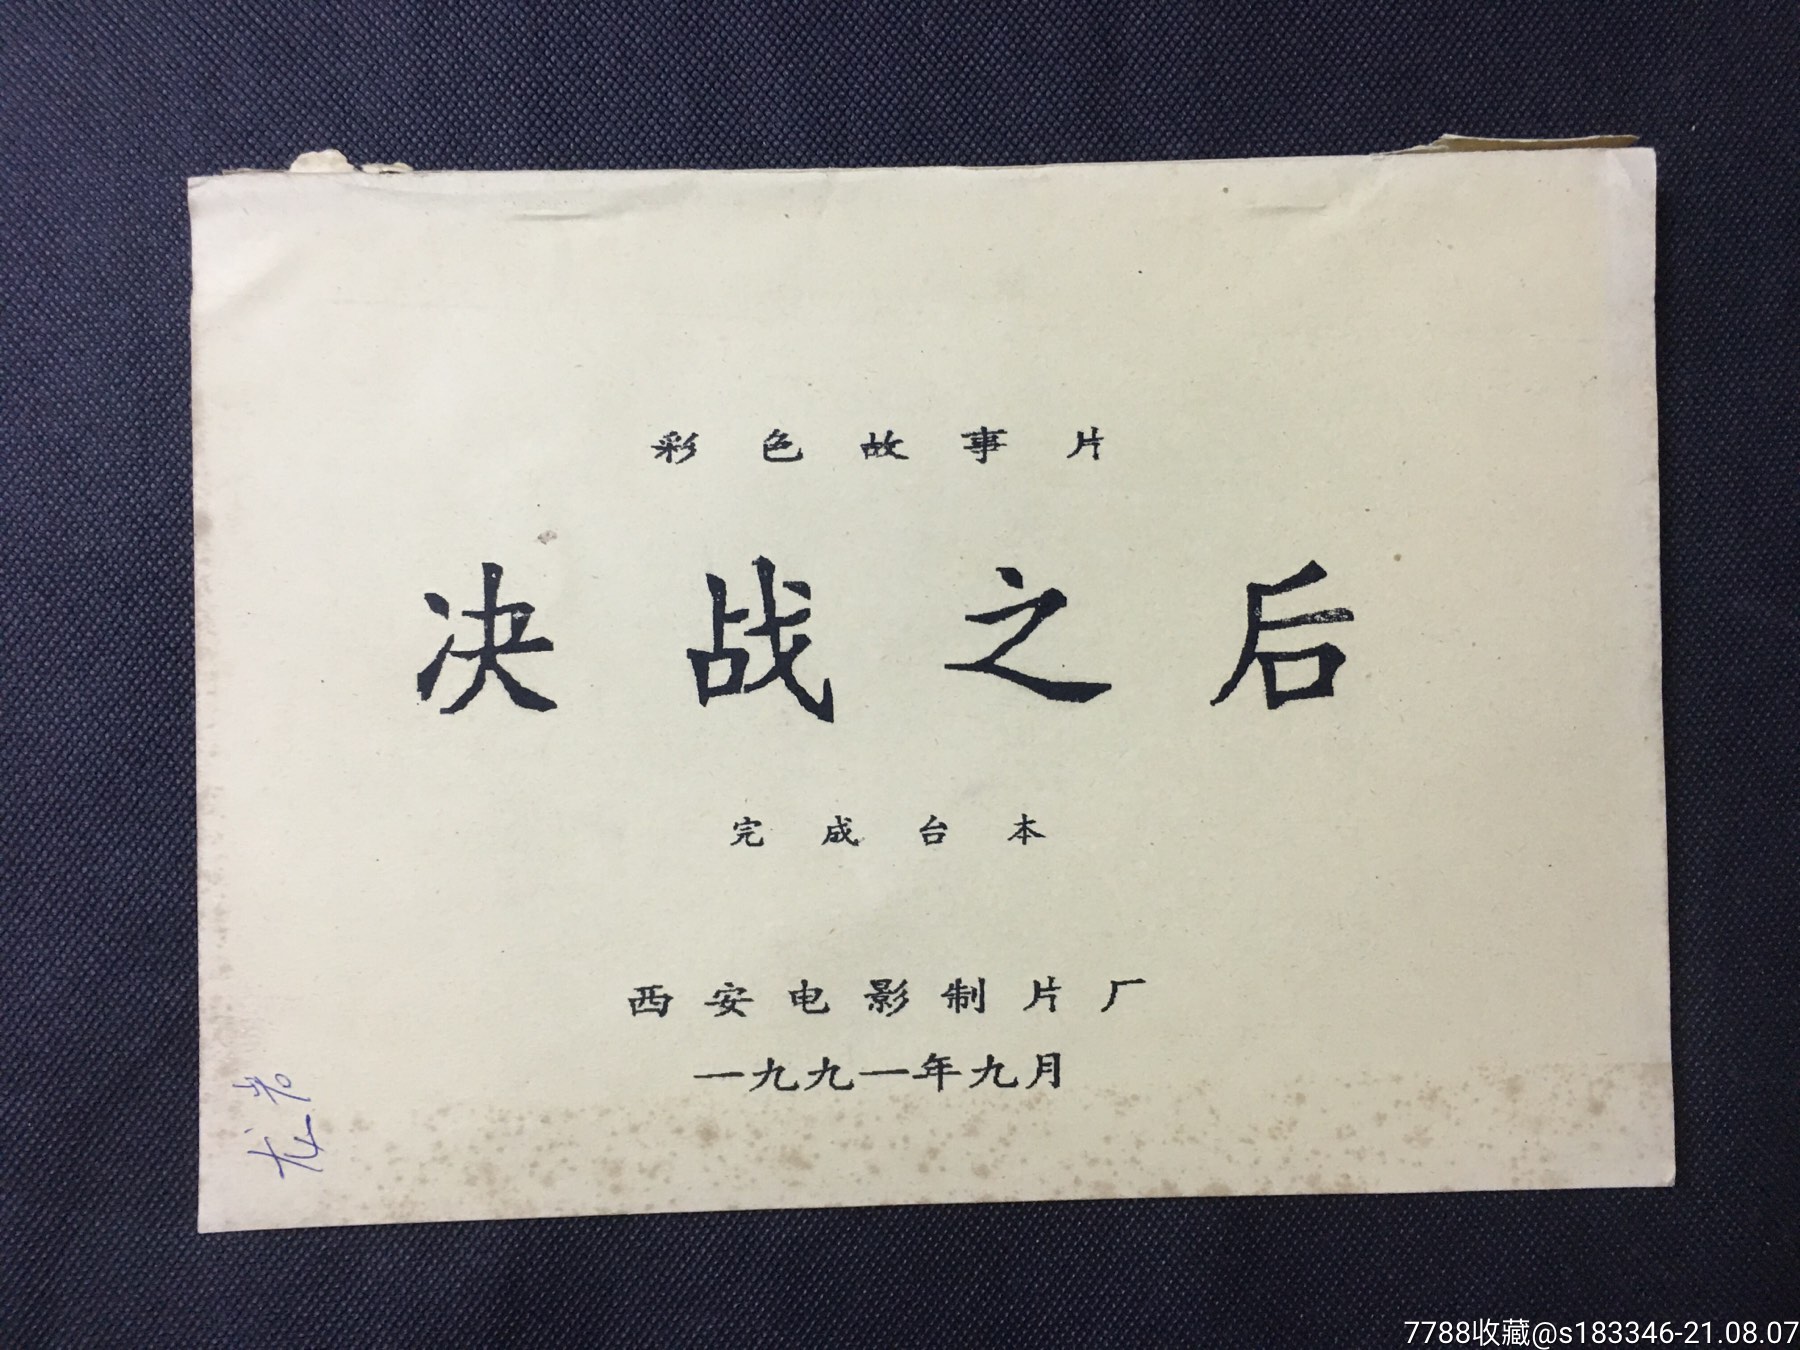 彩色故事片
决战之后
完成台本
西安电影制片厂
一九九一年九月
7788收藏@s183346-21.08.07